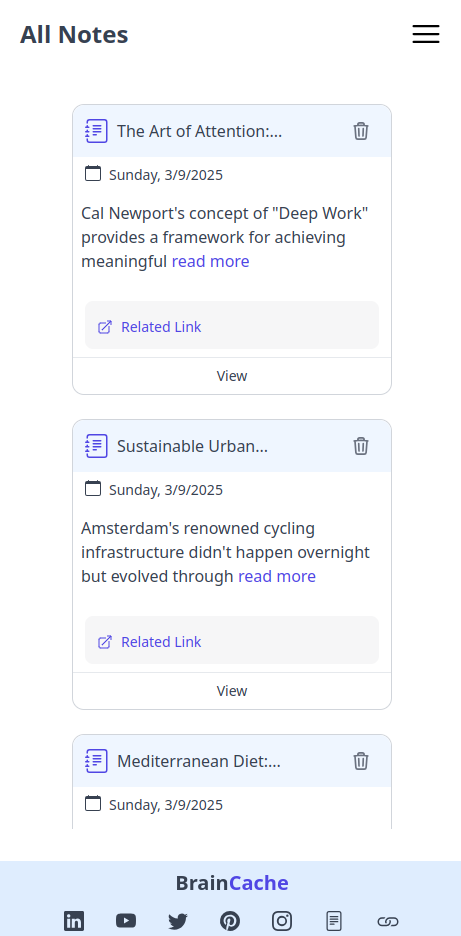 All Notes
The Art of Attention:...
Sunday, 3/9/2025
Cal Newport's concept of "Deep Work"
provides a framework for achieving
meaningful read more
Related Link
View
Sustainable Urban...
Sunday, 3/9/2025
Amsterdam's renowned cycling
infrastructure didn't happen overnight
but evolved through read more
Related Link
View
Mediterranean Diet:...
Sunday, 3/9/2025
BrainCache